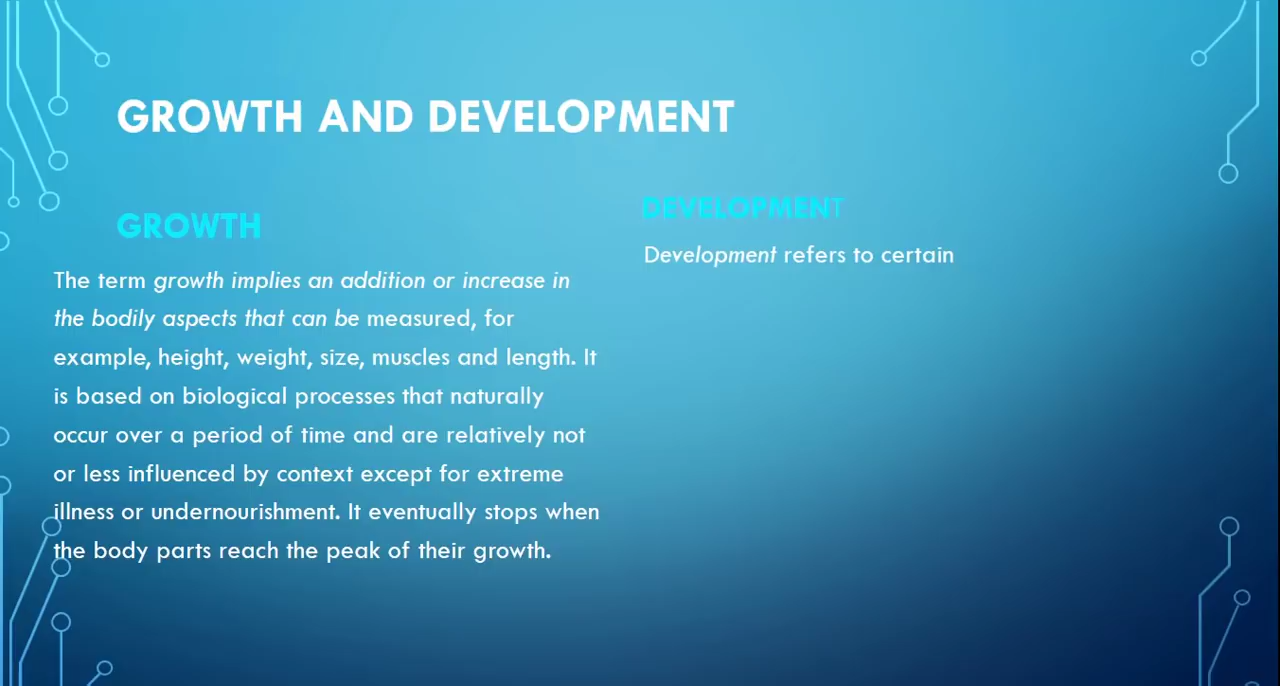 GROWTH AND DEVELOPMENT
GROWTH
The term growth implies an addition or increase in
the bodily aspects that can be measured, for
example, height, weight, size, muscles and length. It
is based on biological processes that naturally
occur over a period of time and are relatively not
or less influenced by context except for extreme
illness or undernourishment. It eventually stops when
the body parts reach the peak of their growth.
DEVELOPMENT
Development refers to certain